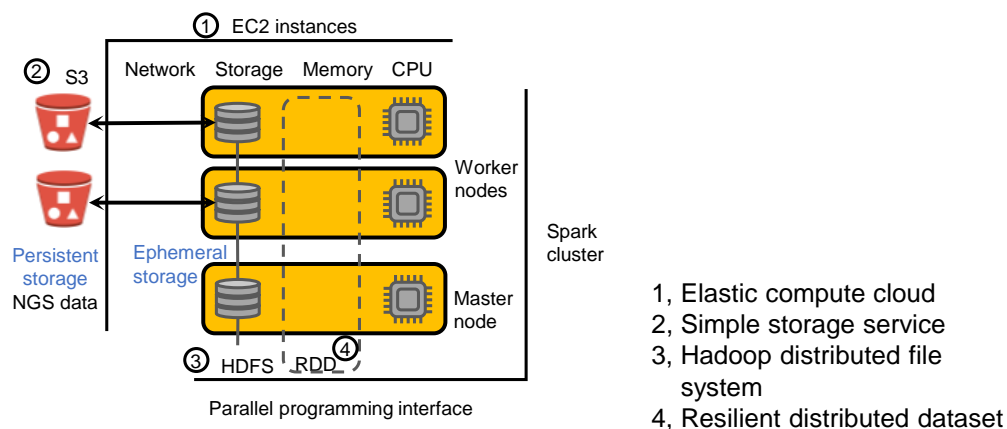 1 EC2 instances
2 S3
Network Storage Memory CPU
Worker
nodes
Spark
cluster
Persistent
storage
NGS data
Ephemeral
storage
Master
node
3 HDFS
RDD 4
Parallel programming interface
1, Elastic compute cloud
2, Simple storage service
3, Hadoop distributed file
system
4, Resilient distributed dataset